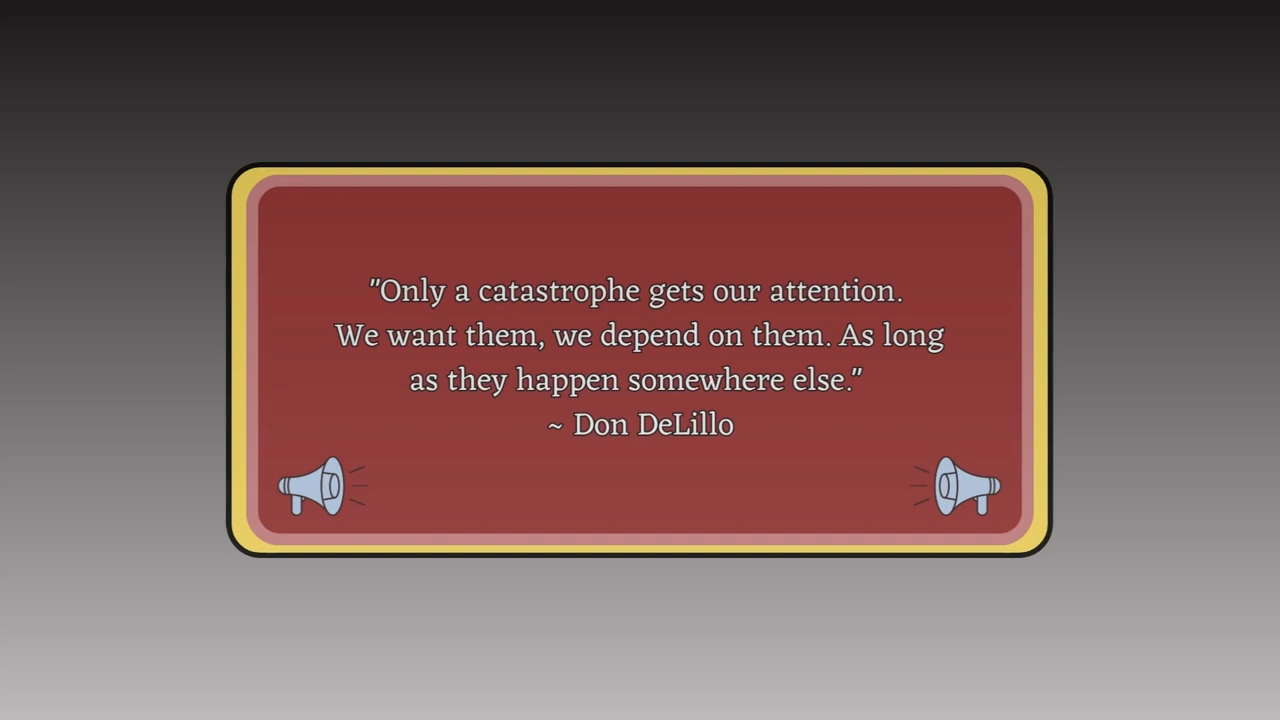 "Only a catastrophe gets our attention.
We want them, we depend on them. As long
as they happen somewhere else."
~ Don DeLillo